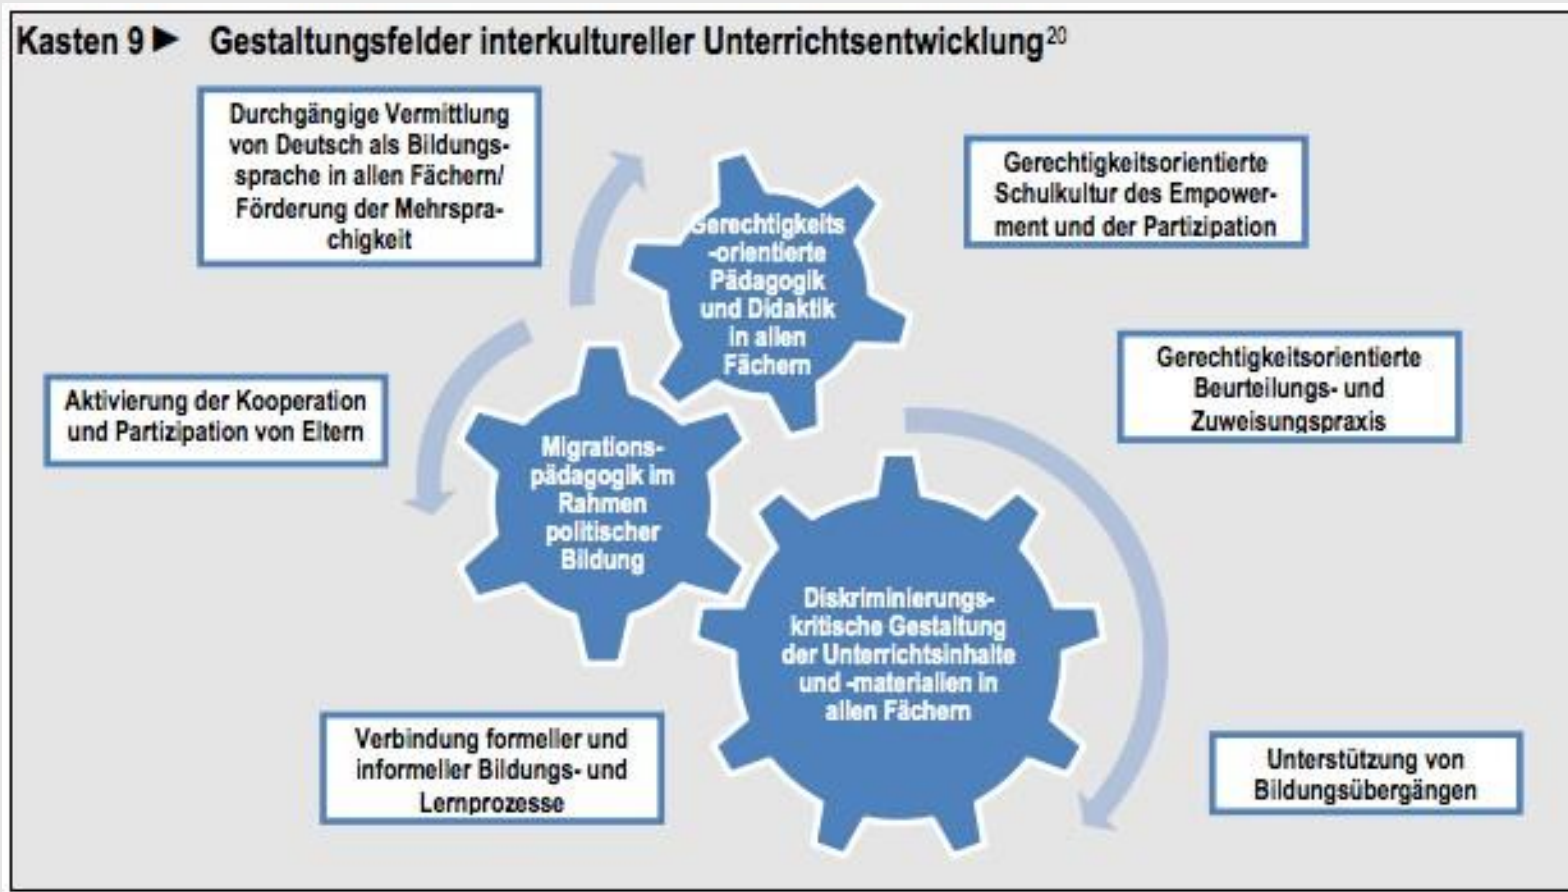 Kasten 9 ► Gestaltungsfelder interkultureller Unterrichtsentwicklung20
Durchgängige Vermittlung
von Deutsch als Bildungs-
sprache in allen Fächern/
Förderung der Mehrspra-
chigkeit
Gerechtigkeitsorientierte
Schulkultur des Empower-
ment und der Partizipation
Gerechtigkeits
-orientierte
Pädagogik
und Didaktik
in allen
Fächern
Gerechtigkeitsorientierte
Beurteilungs- und
Zuweisungspraxis
Aktivierung der Kooperation
und Partizipation von Eltern
Migrations-
pädagogik im
Rahmen
politischer
Bildung
Diskriminierungs-
kritische Gestaltung
der Unterrichtsinhalte
und -materialien in
allen Fächern
Verbindung formeller und
informeller Bildungs- und
Lernprozesse
Unterstützung von
Bildungsübergängen